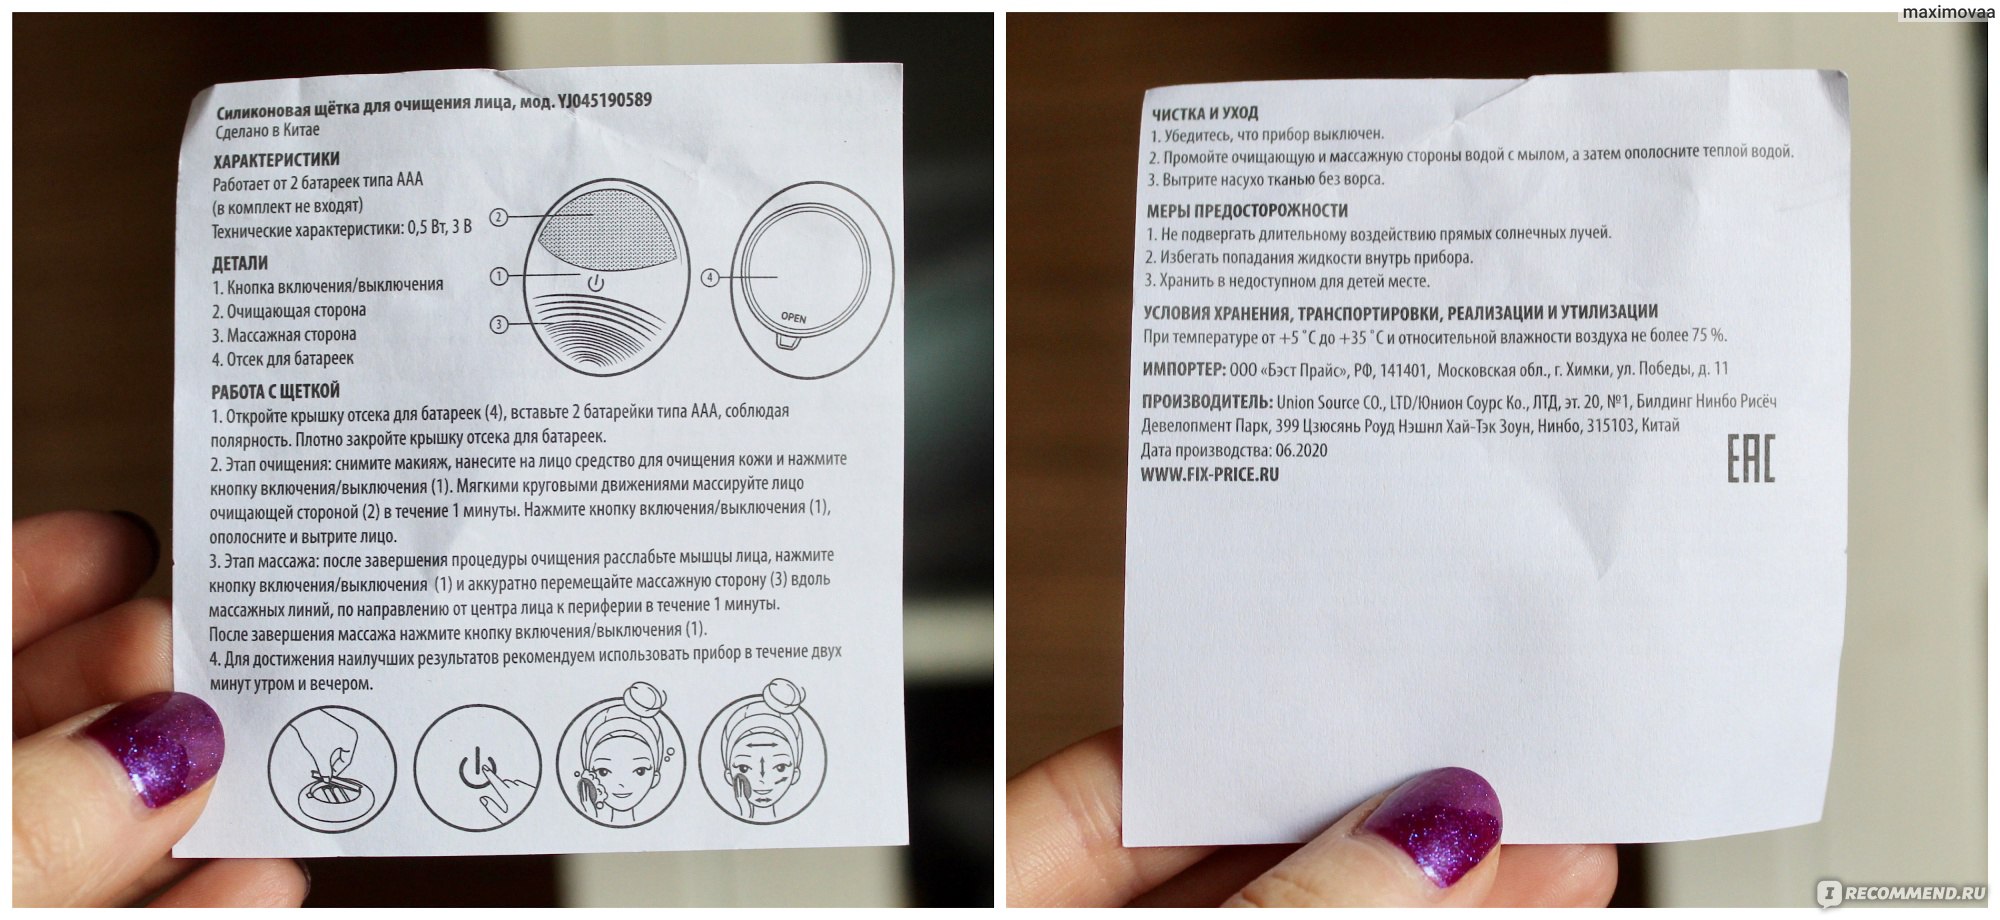 maximovaa
Силиконовая щётка для очищения лица, мод. YJ045190589
Сделано в Китае
ХАРАКТЕРИСТИКИ
Работает от 2 батареек типа ААА
(в комплект не входят)
Технические характеристики: 0,5 Вт, 3 В
ДЕТАЛИ
1. Кнопка включения/выключения
2. Очищающая сторона
3. Массажная сторона
4. Отсек для батареек
2
1
3
4
OPEN
РАБОТА С ЩЕТКОЙ
1. Откройте крышку отсека для батареек (4), вставьте 2 батарейки типа ААА, соблюдая
полярность. Плотно закройте крышку отсека для батареек.
2. Этап очищения: снимите макияж, нанесите на лицо средство для очищения кожи и нажмите
кнопку включения/выключения (1). Мягкими круговыми движениями массируйте лицо
очищающей стороной (2) в течение 1 минуты. Нажмите кнопку включения/выключения (1),
ополосните и вытрите лицо.
3. Этап массажа: после завершения процедуры очищения расслабьте мышцы лица, нажмите
кнопку включения/выключения (1) и аккуратно перемещайте массажную сторону (3) вдоль
массажных линий, по направлению от центра лица к периферии в течение 1 минуты.
После завершения массажа нажмите кнопку включения/выключения (1).
4. Для достижения наилучших результатов рекомендуем использовать прибор в течение двух
минут утром и вечером.
ЧИСТКА И УХОД
1. Убедитесь, что прибор выключен.
2. Промойте очищающую и массажную стороны водой с мылом, а затем ополосните теплой водой.
3. Вытрите насухо тканью без ворса.
МЕРЫ ПРЕДОСТОРОЖНОСТИ
1. Не подвергать длительному воздействию прямых солнечных лучей.
2. Избегать попадания жидкости внутрь прибора.
3. Хранить в недоступном для детей месте.
УСЛОВИЯ ХРАНЕНИЯ, ТРАНСПОРТИРОВКИ, РЕАЛИЗАЦИИ И УТИЛИЗАЦИИ
При температуре от +5 °С до +35 °С и относительной влажности воздуха не более 75 %.
ИМПОРТЕР: ООО «Бэст Прайс», РФ, 141401, Московская обл., г. Химки, ул. Победы, д. 11
ПРОИЗВОДИТЕЛЬ: Union Source CO., LTD/Юнион Соурс Ко., ЛТД, эт. 20, №1, Билдинг Нинбо Рисёч
Девелопмент Парк, 399 Цзюсянь Роуд Нэшнл Хай-Тэк Зоун, Нинбо, 315103, Китай
Дата производства: 06.2020
WWW.FIX-PRICE.RU
EAC
I RECOMMEND.RU